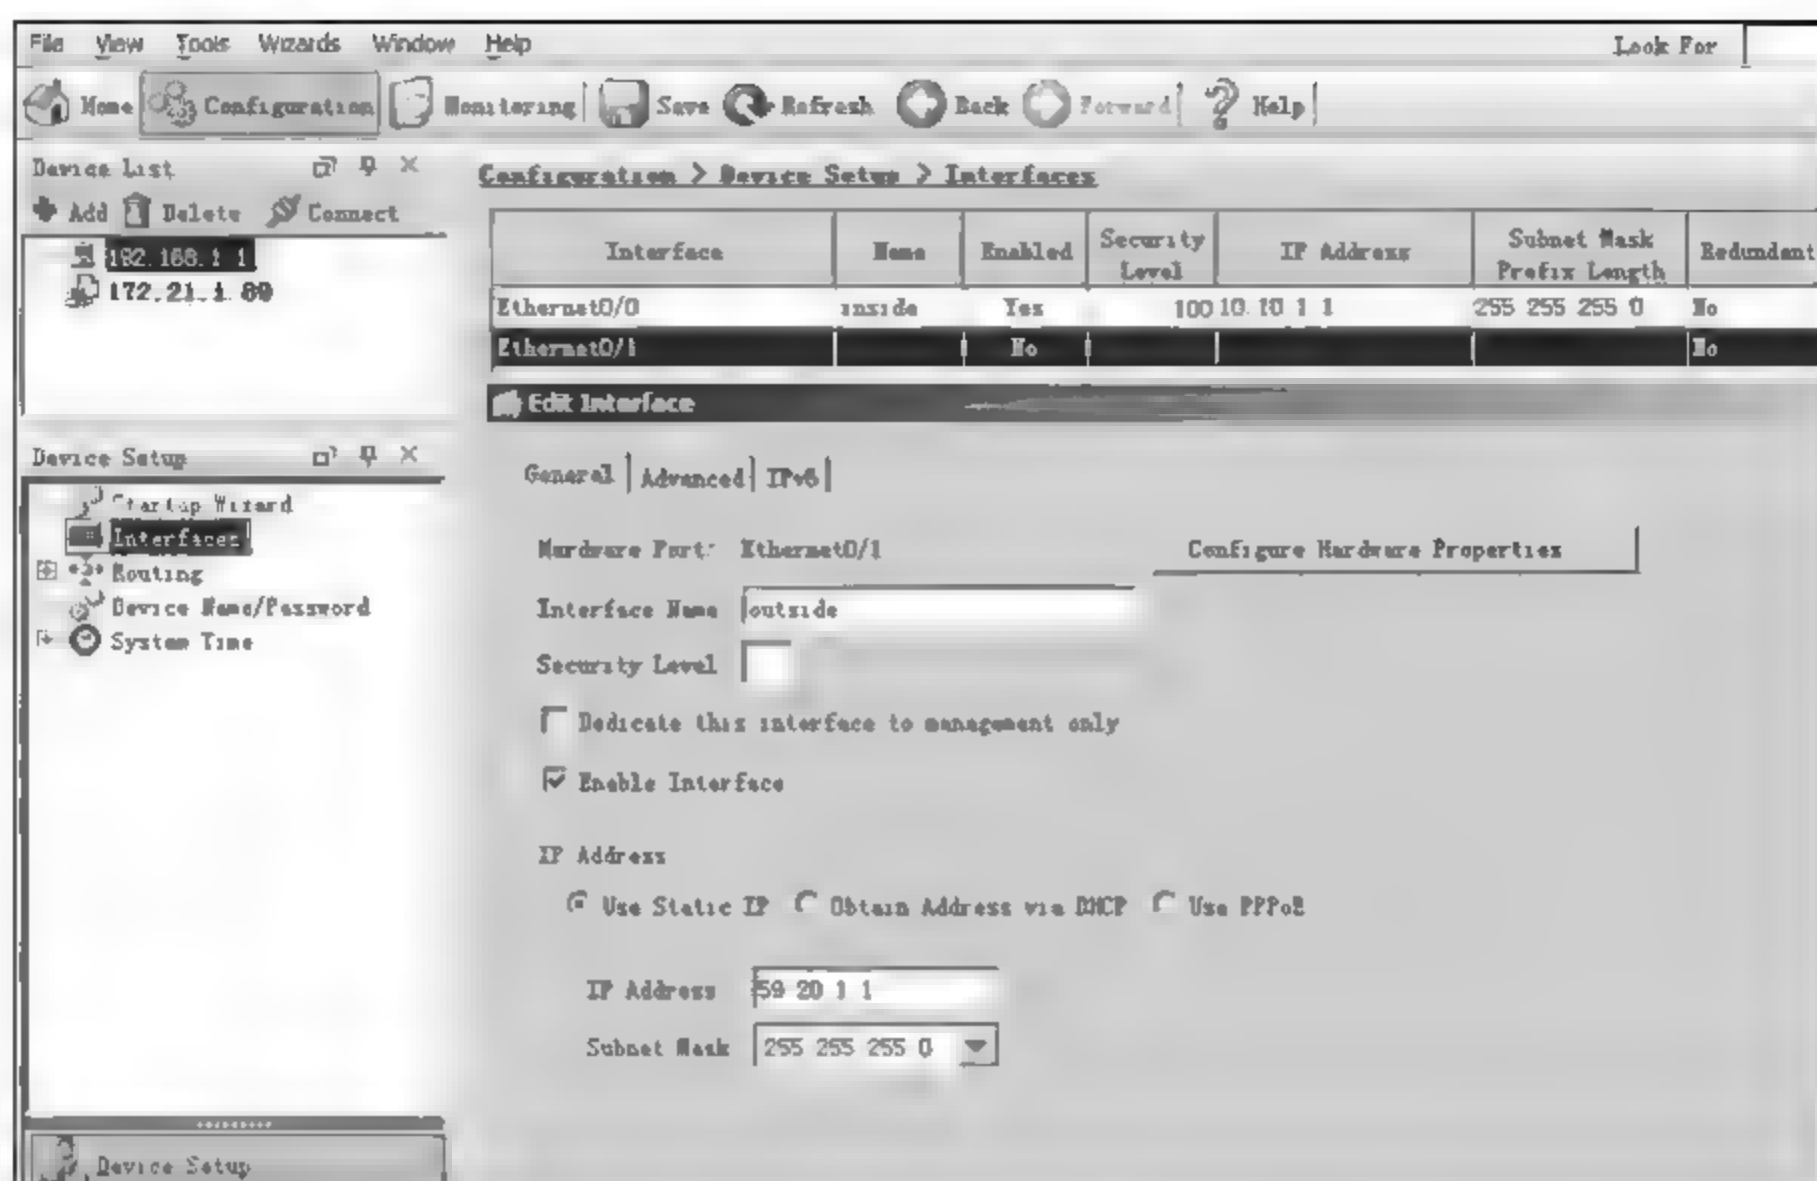 File View Tools Wizards Window Help Look For
Home Configuration Monitoring Save Refresh Back Forward Help
Device List
Add Delete Connect
192.168.1 1
172.21.1 89
Configuration > Device Setup > Interfaces
Interface Name Enabled Security Level IP Address Subnet Mask Prefix Length Redundant
Ethernet0/0 inside Yes 100 10.10 1 1 255 255 255 0 No
Ethernet0/1 No No
Edit Interface
Device Setup
Startup Wizard
Interfaces
Routing
Device Name/Password
System Time
Device Setup
General Advanced IPv6
Hardware Port: Ethernet0/1 Configure Hardware Properties
Interface Name outside
Security Level
Dedicate this interface to management only
Enable Interface
IP Address
Use Static IP Obtain Address via DHCP Use PPPoE
IP Address 59 20 1 1
Subnet Mask 255 255 255 0